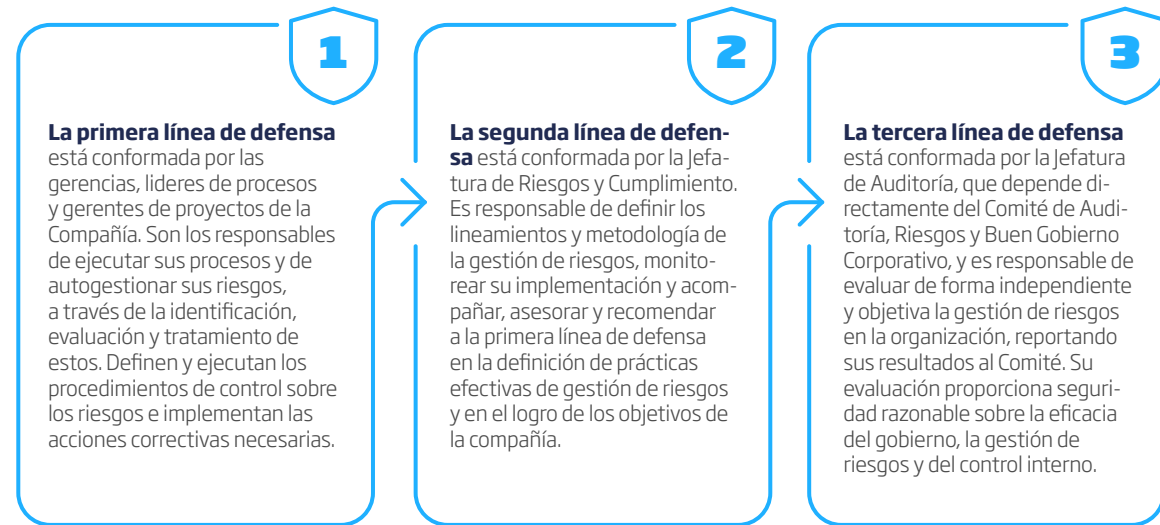 1
La primera línea de defensa
está conformada por las
gerencias, lideres de procesos
y gerentes de proyectos de la
Compañía. Son los responsables
de ejecutar sus procesos y de
autogestionar sus riesgos,
a través de la identificación,
evaluación y tratamiento de
estos. Definen y ejecutan los
procedimientos de control sobre
los riesgos e implementan las
acciones correctivas necesarias.
2
La segunda línea de defen-
sa está conformada por la Jefa-
tura de Riesgos y Cumplimiento.
Es responsable de definir los
lineamientos y metodología de
la gestión de riesgos, monito-
rear su implementación y acom-
pañar, asesorar y recomendar
a la primera línea de defensa
en la definición de prácticas
efectivas de gestión de riesgos
y en el logro de los objetivos de
la compañía.
3
La tercera línea de defensa
está conformada por la Jefatura
de Auditoría, que depende di-
rectamente del Comité de Audi-
toría, Riesgos y Buen Gobierno
Corporativo, y es responsable de
evaluar de forma independiente
y objetiva la gestión de riesgos
en la organización, reportando
sus resultados al Comité. Su
evaluación proporciona seguri-
dad razonable sobre la eficacia
del gobierno, la gestión de
riesgos y del control interno.